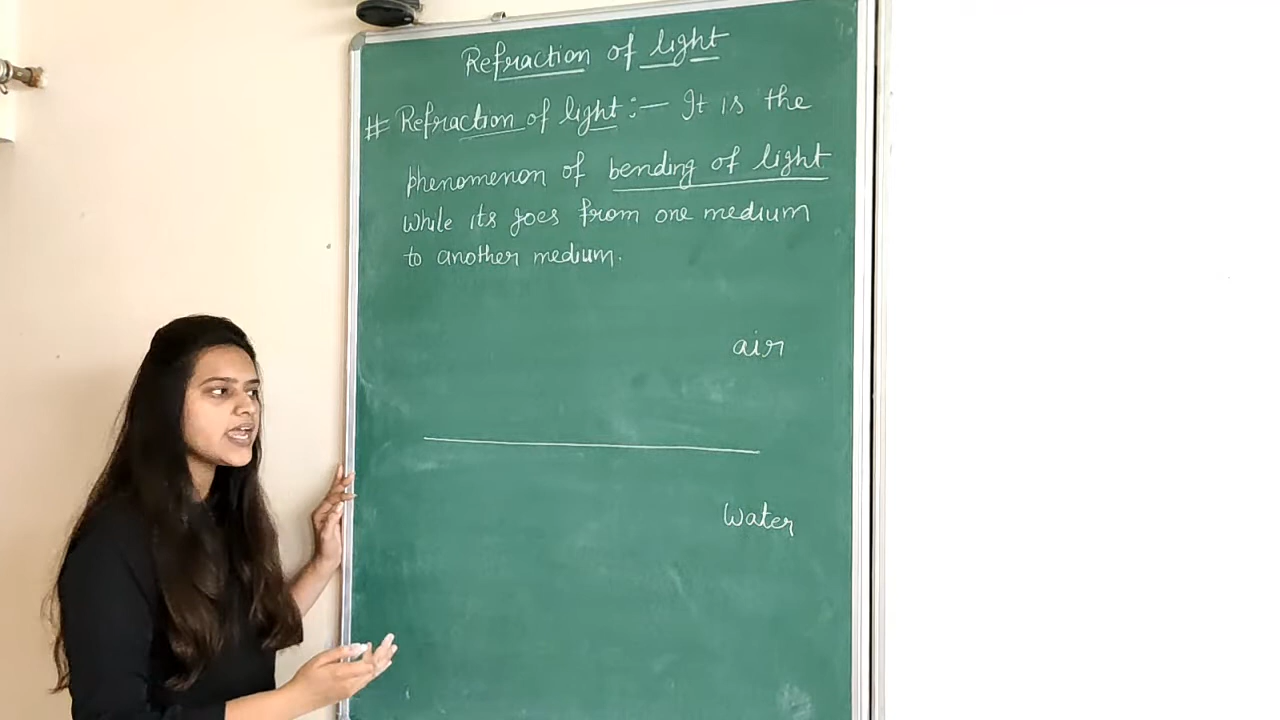 Refraction of light
# Refraction of light :— It is the
phenomenon of bending of light
while its goes from one medium
to another medium.
air
Water